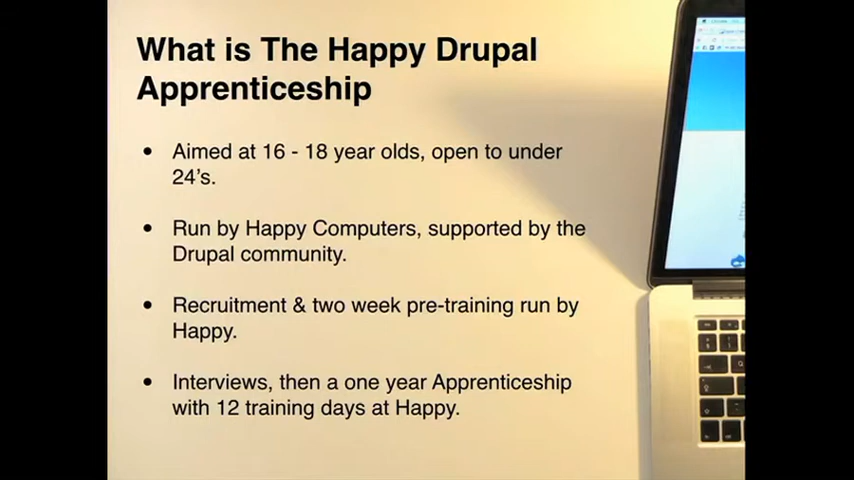 What is The Happy Drupal
Apprenticeship
• Aimed at 16 - 18 year olds, open to under
24's.
• Run by Happy Computers, supported by the
Drupal community.
• Recruitment & two week pre-training run by
Happy.
• Interviews, then a one year Apprenticeship
with 12 training days at Happy.